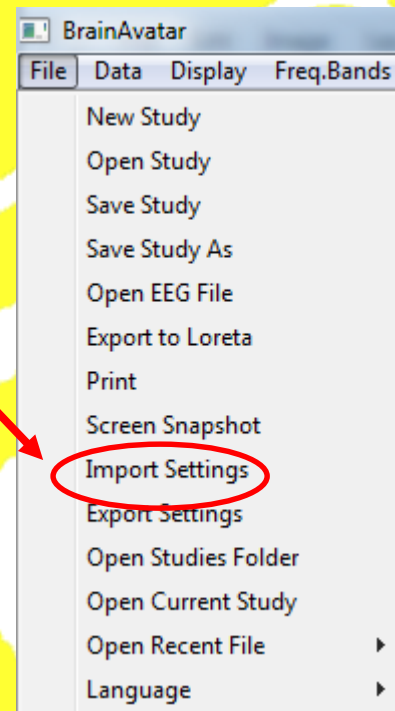 BrainAvatar
File Data Display Freq.Bands
New Study
Open Study
Save Study
Save Study As
Open EEG File
Export to Loreta
Print
Screen Snapshot
Import Settings
Export Settings
Open Studies Folder
Open Current Study
Open Recent File
Language